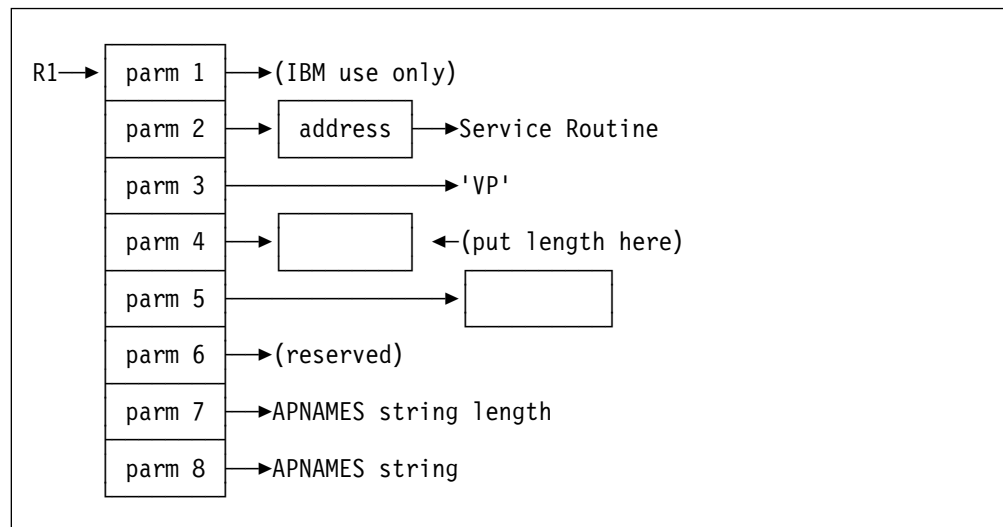 R1 parm 1 (IBM use only)
parm 2 address Service Routine
parm 3 'VP'
parm 4 (put length here)
parm 5
parm 6 (reserved)
parm 7 APNAMES string length
parm 8 APNAMES string